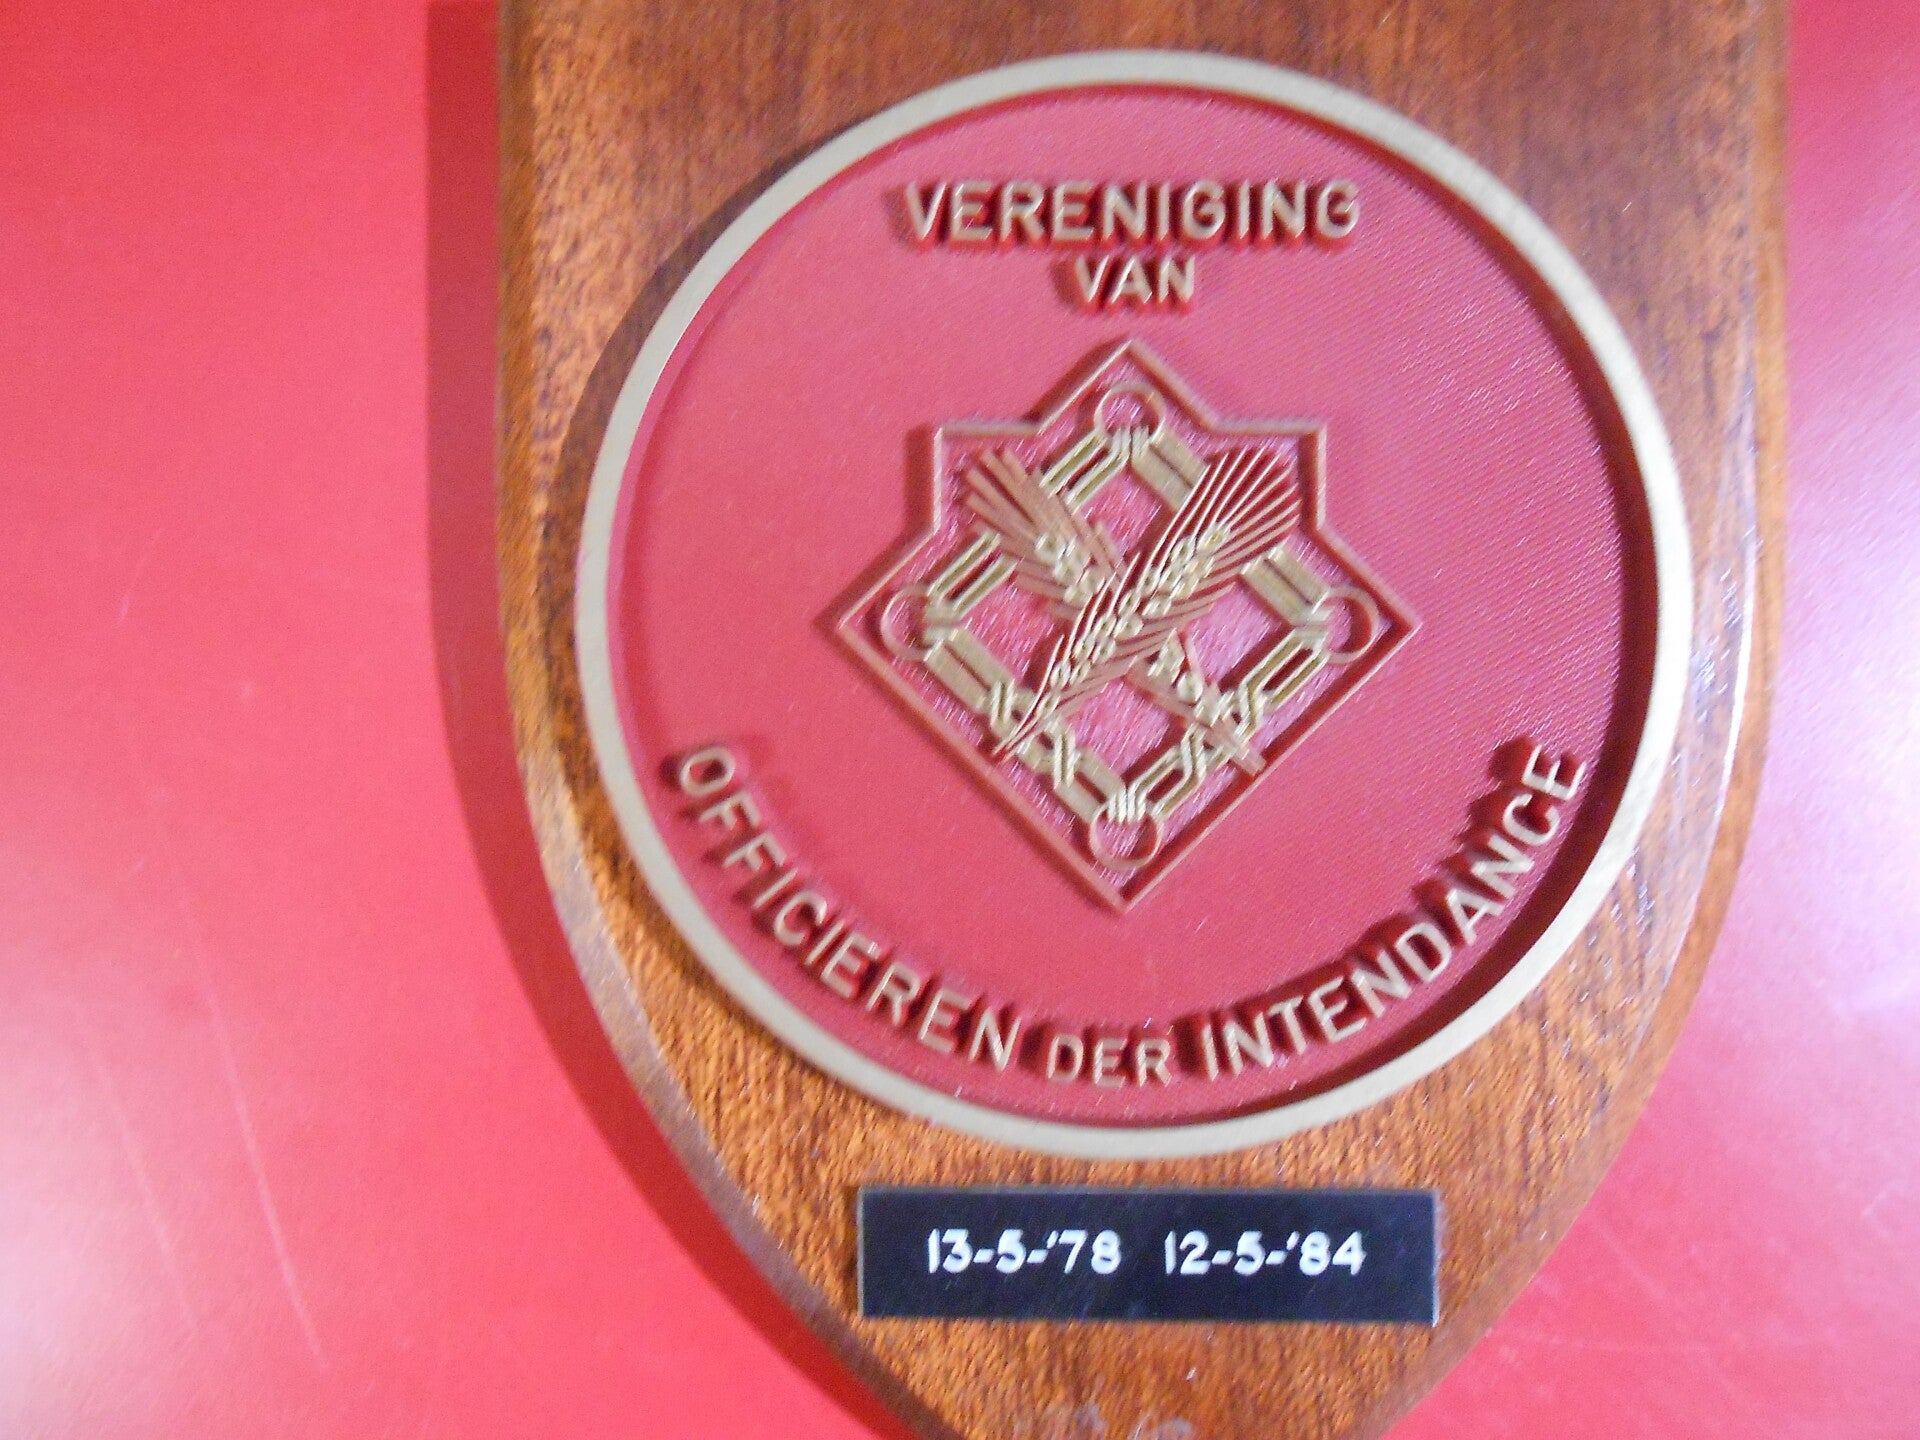 VERENIGING
VAN
OFFICIEREN DER INTENDANCE
13-5-'78 12-5-'84